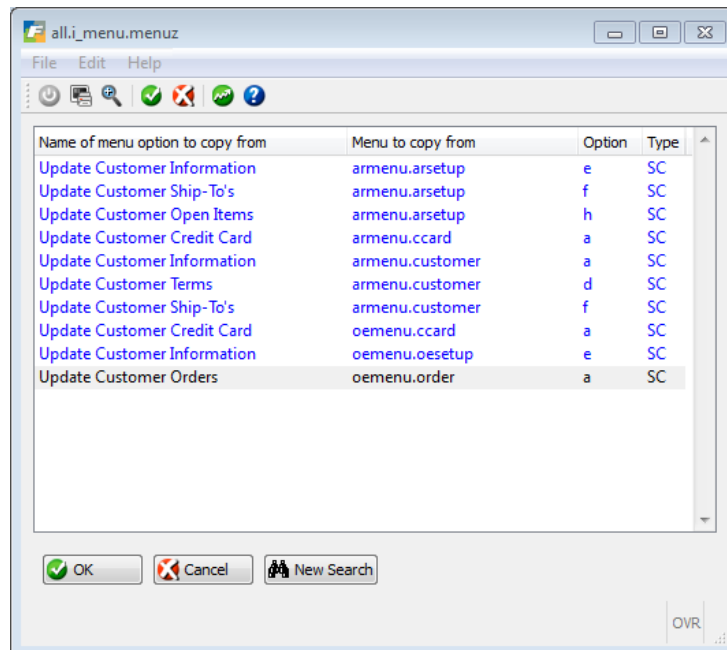 all.i_menu.menuz
File Edit Help
Name of menu option to copy from Menu to copy from Option Type
Update Customer Information armenu.arsetup e SC
Update Customer Ship-To's armenu.arsetup f SC
Update Customer Open Items armenu.arsetup h SC
Update Customer Credit Card armenu.ccard a SC
Update Customer Information armenu.customer a SC
Update Customer Terms armenu.customer d SC
Update Customer Ship-To's armenu.customer f SC
Update Customer Credit Card oemenu.ccard a SC
Update Customer Information oemenu.oesetup e SC
Update Customer Orders oemenu.order a SC
OK Cancel New Search
OVR